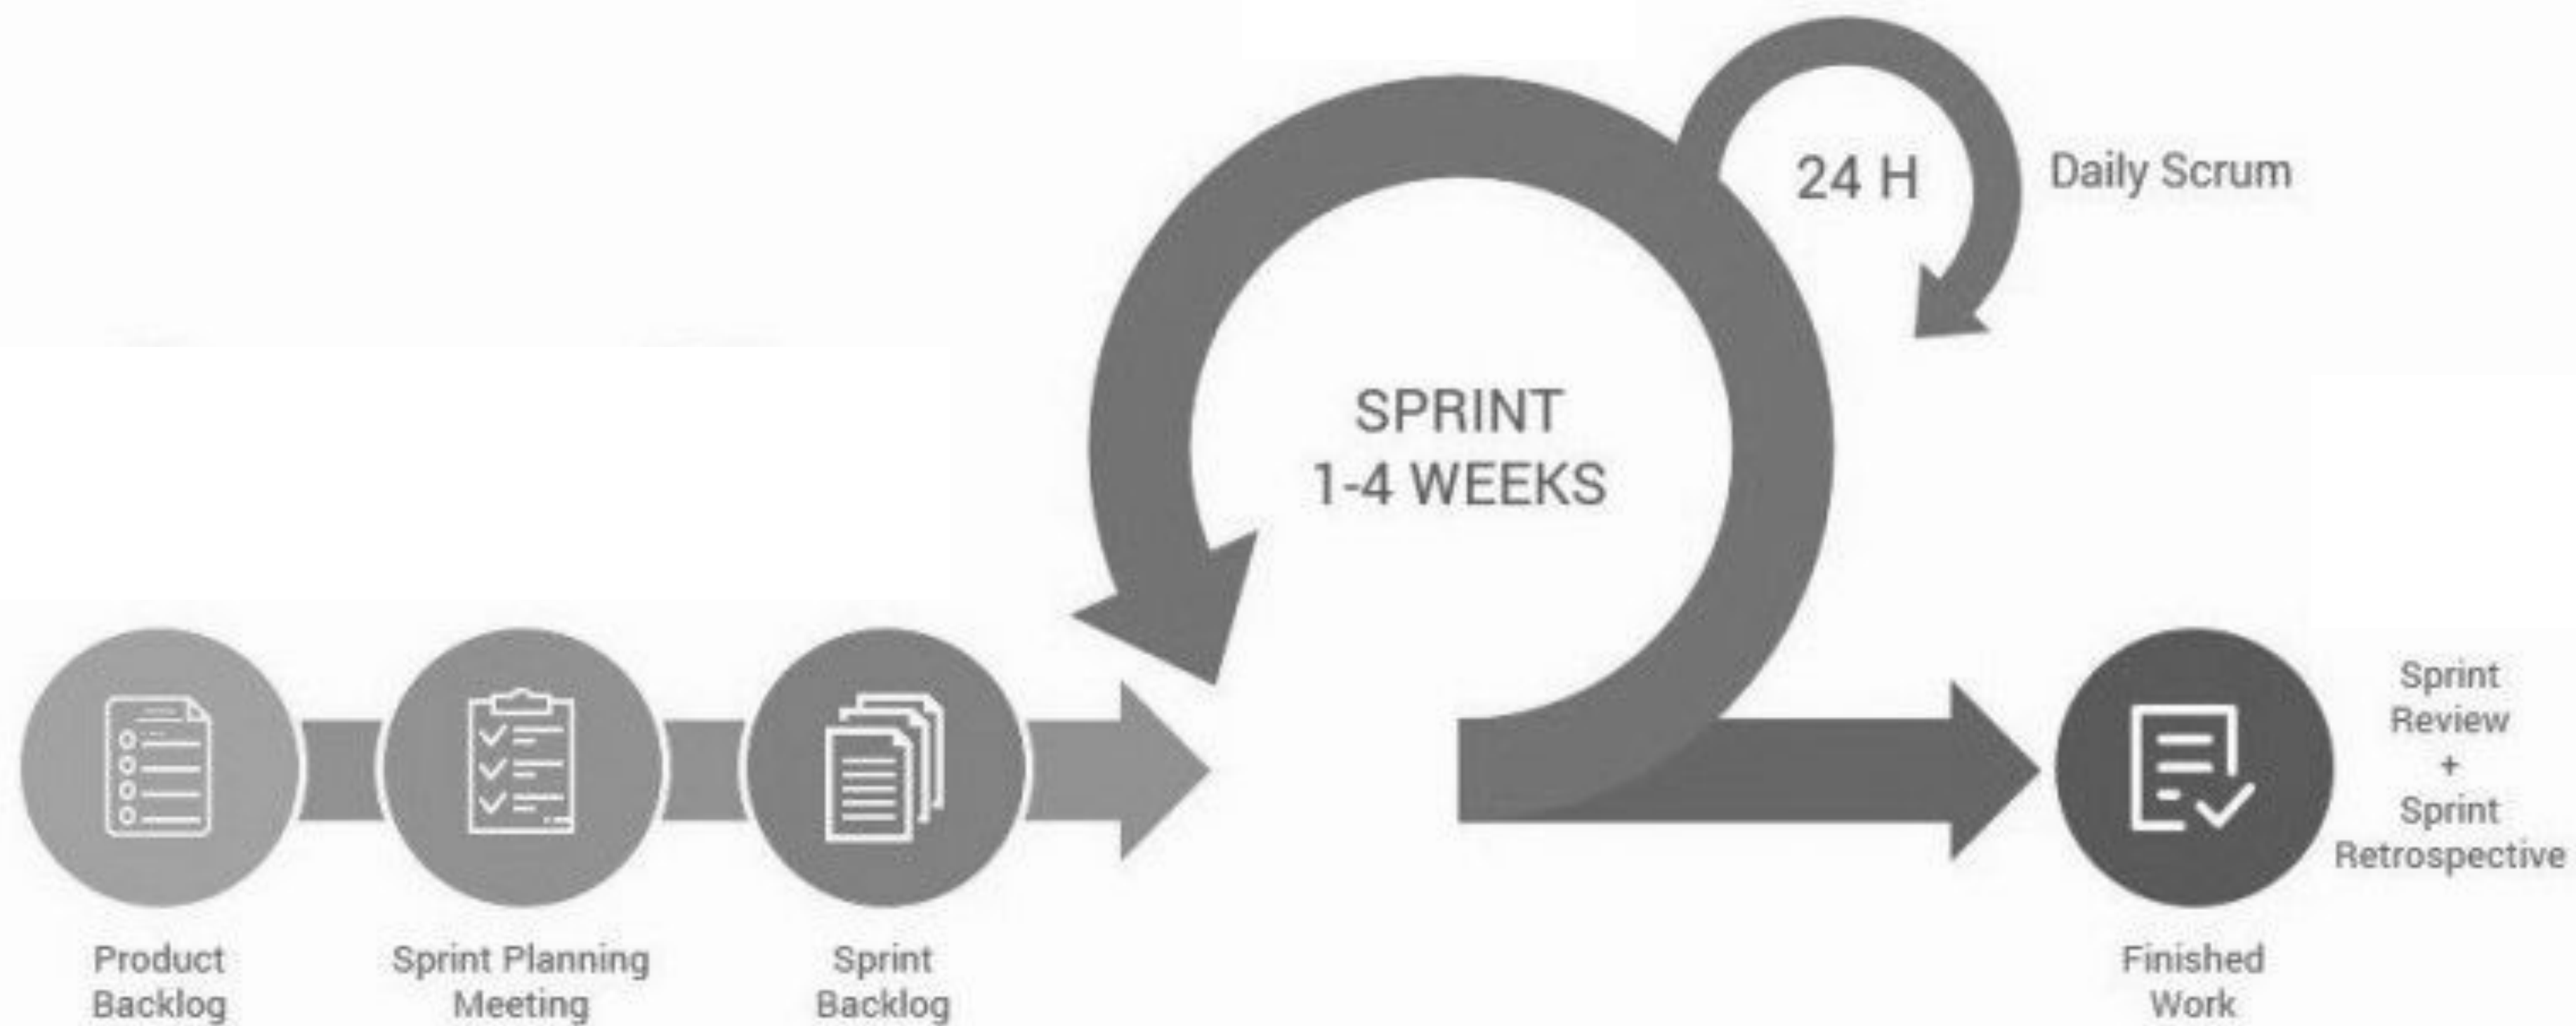 24 H
Daily Scrum
SPRINT
1-4 WEEKS
Product
Backlog
Sprint Planning
Meeting
Sprint
Backlog
Finished
Work
Sprint
Review
+
Sprint
Retrospective